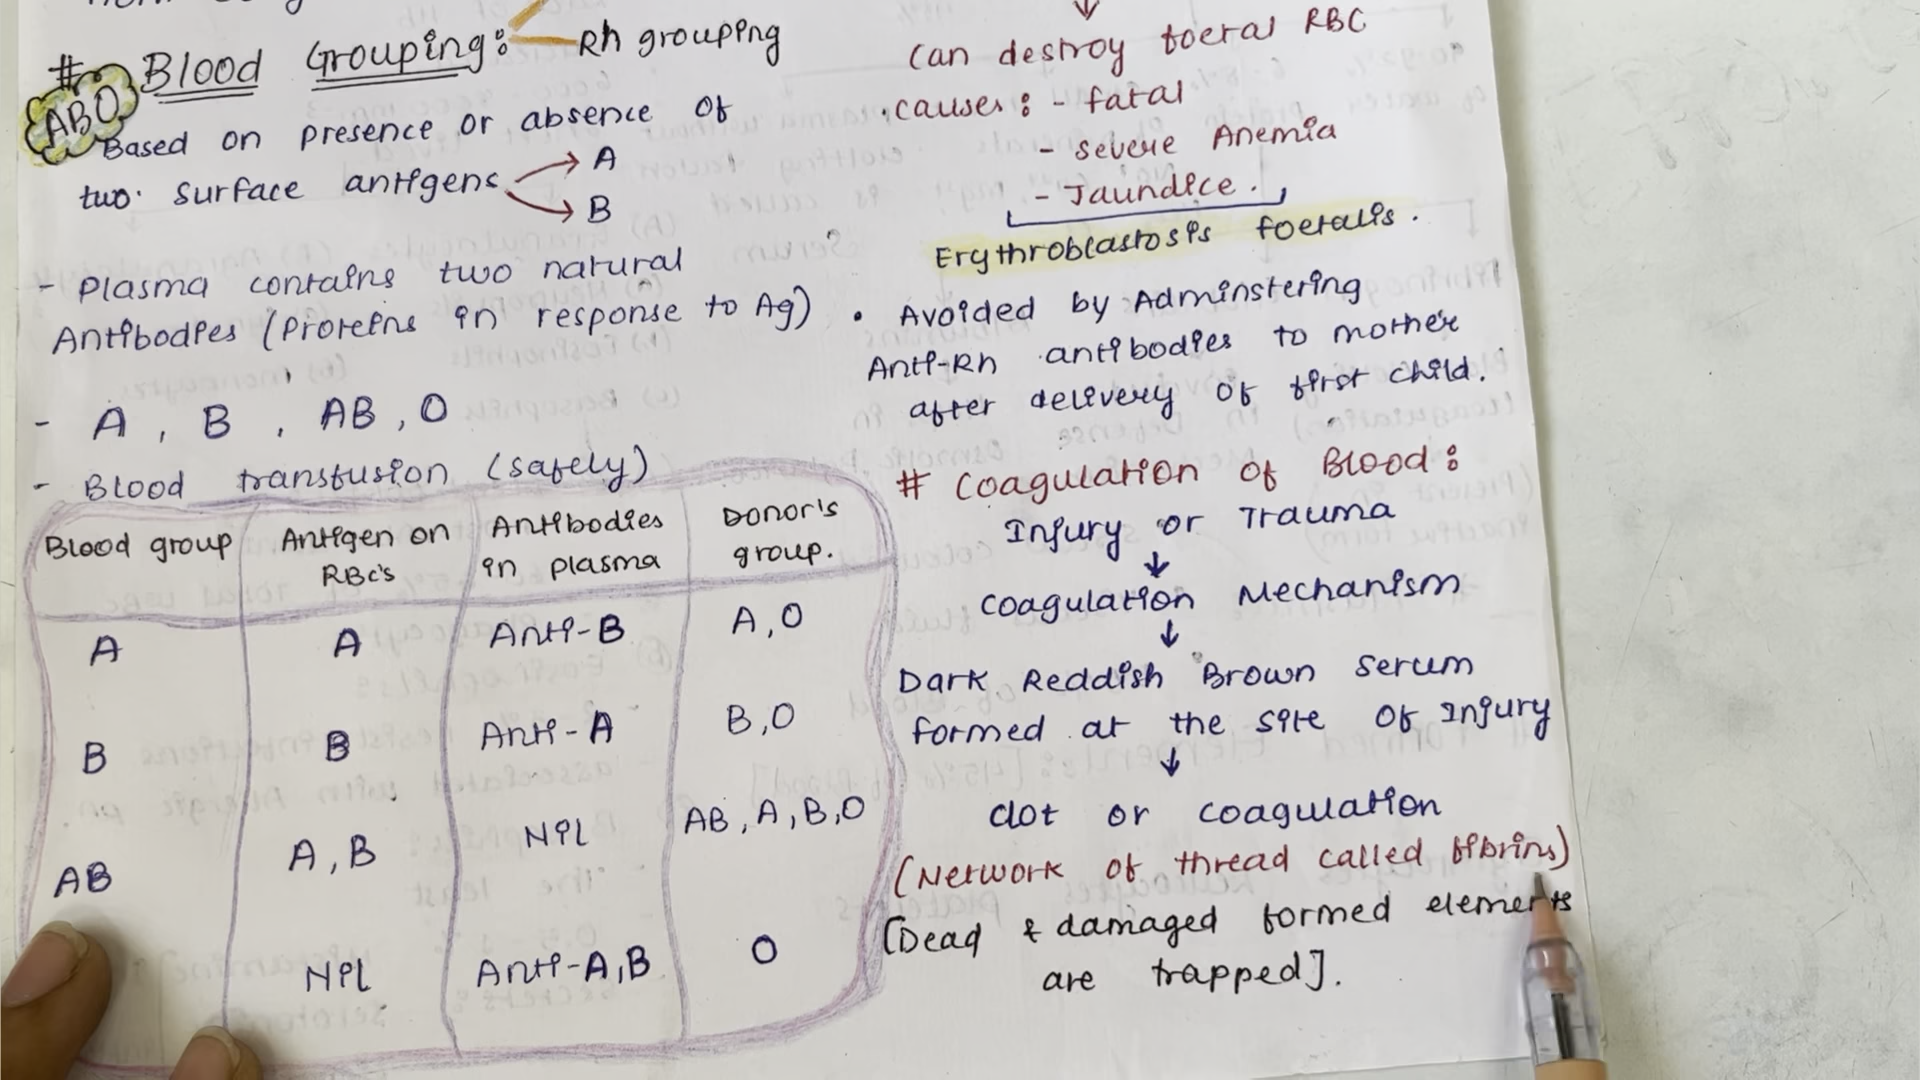 # Blood Grouping: Rh grouping
ABO
Based on presence or absence of
two surface antigens A
B
- Plasma contains two natural
Antibodies (Proteins in response to Ag)
- A, B, AB, O
- Blood transfusion (safely)
Blood group Antigen on RBC's Antibodies in plasma Donor's group.
A A Anti-B A,O
B B Anti-A B,O
AB A,B Nil AB,A,B,O
Nil Anti-A,B O
can destroy foetal RBC
causes: - fatal
- severe Anemia
- Jaundice.
Erythroblastosis foetalis.
• Avoided by Adminstering
Anti-Rh antibodies to mother
after delivery of first child.
# Coagulation of Blood:
Injury or Trauma
↓
Coagulation Mechanism
↓
Dark Reddish Brown serum
formed at the site of Injury
↓
clot or coagulation
(Network of thread called fibrins)
[Dead & damaged formed elements
are trapped].